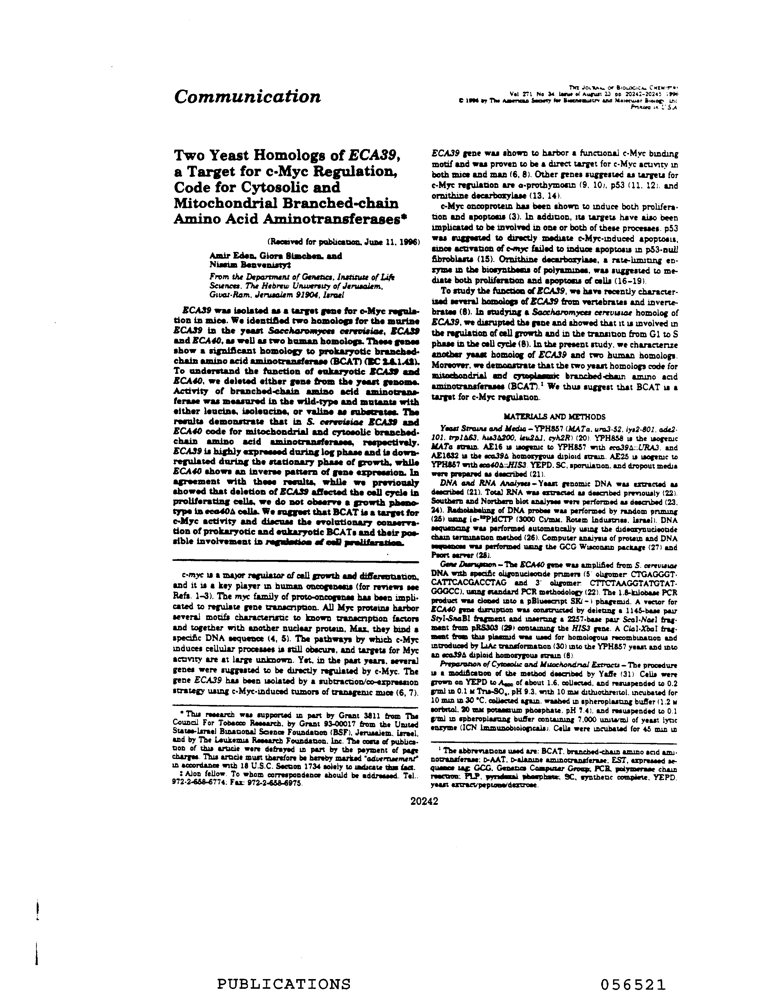 Communication
THE JOURNAL OF BIOLOGICAL CHEMISTRY
Vol. 271, No. 34, Issue of August 23, pp. 20242–20245, 1996
© 1996 by The American Society for Biochemistry and Molecular Biology, Inc.
Printed in U.S.A.
Two Yeast Homologs of ECA39,
a Target for c-Myc Regulation,
Code for Cytosolic and
Mitochondrial Branched-chain
Amino Acid Aminotransferases*
(Received for publication, June 11, 1996)
Amir Eden, Giora Simchen, and
Nissim Benvenisty‡
From the Department of Genetics, Institute of Life
Sciences, The Hebrew University of Jerusalem,
Givat-Ram, Jerusalem 91904, Israel
ECA39 was isolated as a target gene for c-Myc regula-
tion in mice. We identified two homologs for the murine
ECA39 in the yeast Saccharomyces cerevisiae, ECA39
and ECA40, as well as two human homologs. These genes
show a significant homology to prokaryotic branched-
chain amino acid aminotransferase (BCAT) (EC 2.6.1.42).
To understand the function of eukaryotic ECA39 and
ECA40, we deleted either gene from the yeast genome.
Activity of branched-chain amino acid aminotrans-
ferase was measured in the wild-type and mutants with
either leucine, isoleucine, or valine as substrates. The
results demonstrate that in S. cerevisiae ECA39 and
ECA40 code for mitochondrial and cytosolic branched-
chain amino acid aminotransferases, respectively.
ECA39 is highly expressed during log phase and is down-
regulated during the stationary phase of growth, while
ECA40 shows an inverse pattern of gene expression. In
agreement with these results, while we previously
showed that deletion of ECA39 affected the cell cycle in
proliferating cells, we do not observe a growth pheno-
type in eca40Δ cells. We suggest that BCAT is a target for
c-Myc activity and discuss the evolutionary conserva-
tion of prokaryotic and eukaryotic BCATs and their pos-
sible involvement in regulation of cell proliferation.
c-myc is a major regulator of cell growth and differentiation,
and it is a key player in human oncogenesis (for reviews see
Refs. 1–3). The myc family of proto-oncogenes has been impli-
cated to regulate gene transcription. All Myc proteins harbor
several motifs characteristic to known transcription factors
and together with another nuclear protein, Max, they bind a
specific DNA sequence (4, 5). The pathways by which c-Myc
induces cellular processes is still obscure, and targets for Myc
activity are at large unknown. Yet, in the past years, several
genes were suggested to be directly regulated by c-Myc. The
gene ECA39 has been isolated by a subtraction/co-expression
strategy using c-Myc-induced tumors of transgenic mice (6, 7).
* This research was supported in part by Grant 3811 from The
Council For Tobacco Research, by Grant 93-00017 from the United
States-Israel Binational Science Foundation (BSF), Jerusalem, Israel,
and by The Leukemia Research Foundation, Inc. The costs of publica-
tion of this article were defrayed in part by the payment of page
charges. This article must therefore be hereby marked "advertisement"
in accordance with 18 U.S.C. Section 1734 solely to indicate this fact.
‡ Alon fellow. To whom correspondence should be addressed. Tel.:
972-2-658-6774; Fax: 972-2-658-6975.
ECA39 gene was shown to harbor a functional c-Myc binding
motif and was proven to be a direct target for c-Myc activity in
both mice and man (6, 8). Other genes suggested as targets for
c-Myc regulation are α-prothymosin (9, 10), p53 (11, 12), and
ornithine decarboxylase (13, 14).
c-Myc oncoprotein has been shown to induce both prolifera-
tion and apoptosis (3). In addition, its targets have also been
implicated to be involved in one or both of these processes. p53
was suggested to directly mediate c-Myc-induced apoptosis,
since activation of c-myc failed to induce apoptosis in p53-null
fibroblasts (15). Ornithine decarboxylase, a rate-limiting en-
zyme in the biosynthesis of polyamines, was suggested to me-
diate both proliferation and apoptosis of cells (16–19).
To study the function of ECA39, we have recently character-
ized several homologs of ECA39 from vertebrates and inverte-
brates (8). In studying a Saccharomyces cerevisiae homolog of
ECA39, we disrupted the gene and showed that it is involved in
the regulation of cell growth and in the transition from G1 to S
phase in the cell cycle (8). In the present study, we characterize
another yeast homolog of ECA39 and two human homologs.
Moreover, we demonstrate that the two yeast homologs code for
mitochondrial and cytoplasmic branched-chain amino acid
aminotransferases (BCAT).¹ We thus suggest that BCAT is a
target for c-Myc regulation.
MATERIALS AND METHODS
Yeast Strains and Media – YPH857 (MATa, ura3-52, lys2-801, ade2-
101, trp1Δ63, his3Δ200, leu2Δ1, cyh2R) (20) YPH858 is the isogenic
MATα strain. AE16 is isogenic to YPH857 with eca39Δ::URA3, and
AE1632 is the eca39Δ homozygous diploid strain. AE25 is isogenic to
YPH857 with eca40Δ::HIS3. YEPD, SC, sporulation, and dropout media
were prepared as described (21).
DNA and RNA Analyses – Yeast genomic DNA was extracted as
described (21). Total RNA was extracted as described previously (22).
Southern and Northern blot analyses were performed as described (23,
24). Radiolabeling of DNA probes was performed by random priming
(25) using [α-³²P]dCTP (3000 Ci/mM, Rotem Industries, Israel). DNA
sequencing was performed automatically using the dideoxynucleotide
chain termination method (26). Computer analysis of protein and DNA
sequences was performed using the GCG Wisconsin package (27) and
Psort server (28).
Gene Disruption – The ECA40 gene was amplified from S. cerevisiae
DNA with specific oligonucleotide primers (5' oligomer CTGAGGGT-
CATTCACGACCTAG and 3' oligomer CTTCTAAGGTATGTAT-
GGGCC), using standard PCR methodology (22). The 1.8-kilobase PCR
product was cloned into a pBluescript SK(–) phagemid. A vector for
ECA40 gene disruption was constructed by deleting a 1145-base pair
StyI-SnaBI fragment and inserting a 2257-base pair ScaI-NaeI frag-
ment from pRS303 (29) containing the HIS3 gene. A ClaI-XbaI frag-
ment from this plasmid was used for homologous recombination and
introduced by LiAc transformation (30) into the YPH857 yeast and into
an eca39Δ diploid homozygous strain (8).
Preparation of Cytosolic and Mitochondrial Extracts – The procedure
is a modification of the method described by Yaffe (31). Cells were
grown on YEPD to A₆₀₀ of about 1.6, collected, and resuspended to 0.2
g/ml in 0.1 M Tris-SO₄, pH 9.3, with 10 mM dithiothreitol, incubated for
10 min in 30 °C, collected again, washed in spheroplasting buffer (1.2 M
sorbitol, 20 mM potassium phosphate, pH 7.4), and resuspended to 0.1
g/ml in spheroplasting buffer containing 7,000 units/ml of yeast lytic
enzyme (ICN Immunobiologicals). Cells were incubated for 45 min in
¹ The abbreviations used are: BCAT, branched-chain amino acid ami-
notransferase; D-AAT, D-alanine aminotransferase; EST, expressed se-
quence tag; GCG, Genetics Computer Group; PCR, polymerase chain
reaction; PLP, pyridoxal phosphate; SC, synthetic complete; YEPD,
yeast extract/peptone/dextrose.
20242
PUBLICATIONS
056521